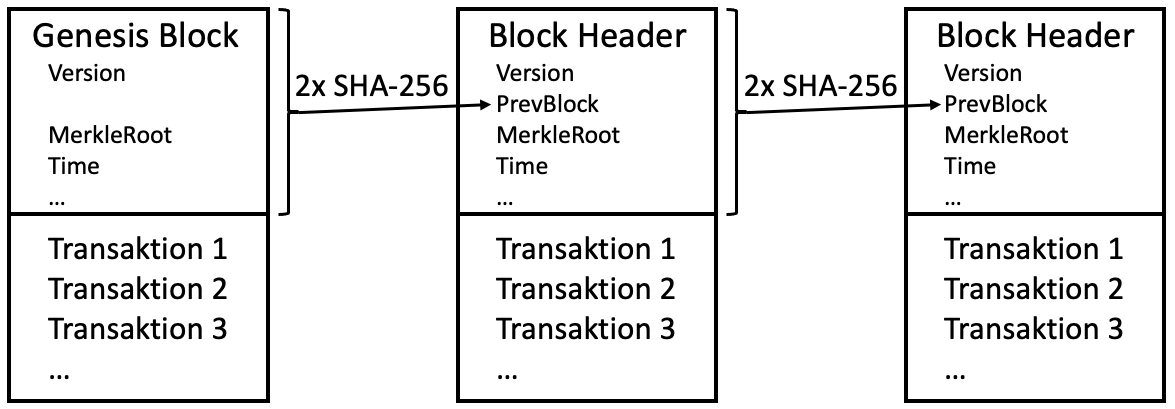 Genesis Block
Version
MerkleRoot
Time
...
Transaktion 1
Transaktion 2
Transaktion 3
...
2x SHA-256
Block Header
Version
PrevBlock
MerkleRoot
Time
...
Transaktion 1
Transaktion 2
Transaktion 3
...
2x SHA-256
Block Header
Version
PrevBlock
MerkleRoot
Time
...
Transaktion 1
Transaktion 2
Transaktion 3
...